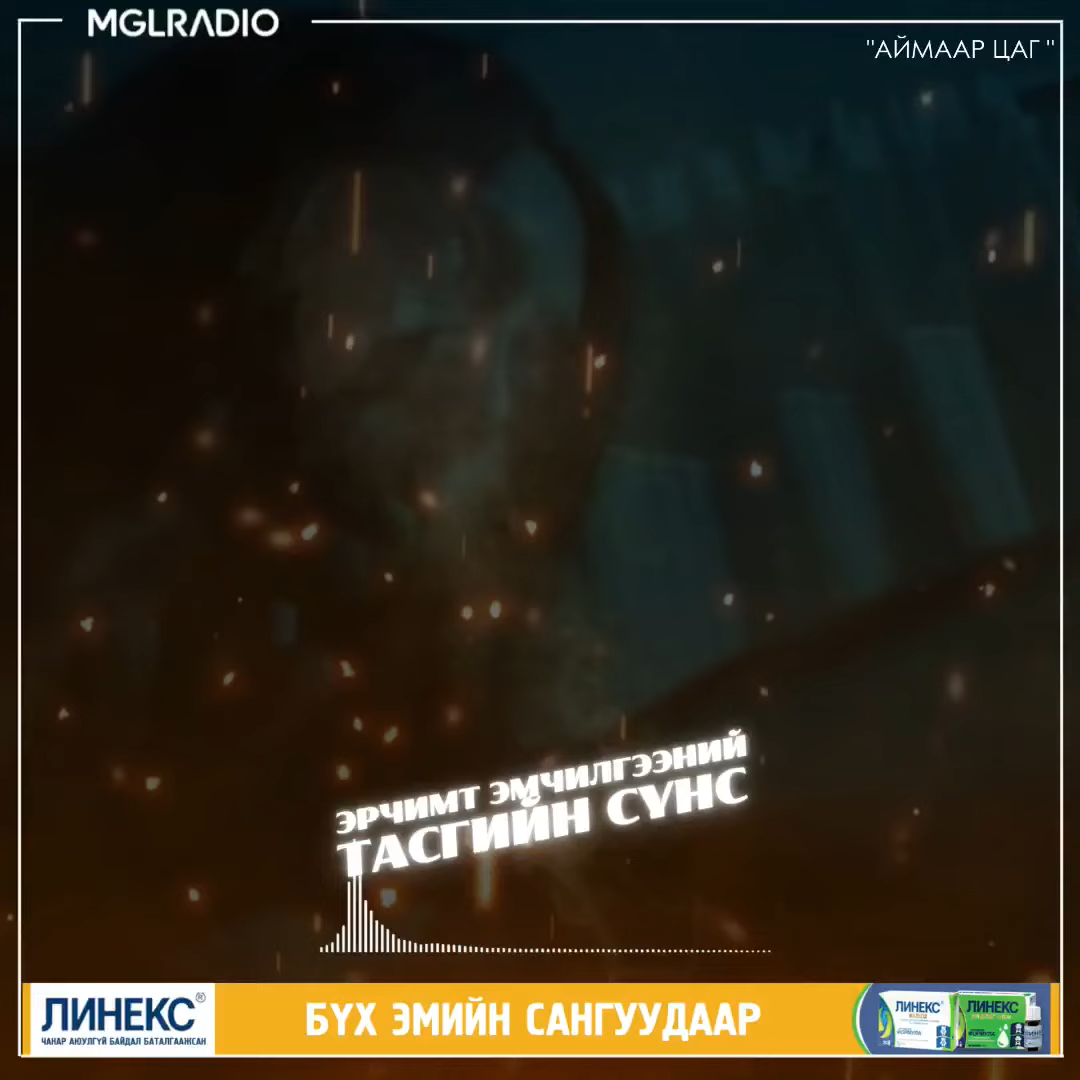 MGLRADIO
"АЙМААР ЦАГ "
ЭРЧИМТ ЭМЧИЛГЭЭНИЙ
ТАСГИЙН СҮНС
ЛИНЕКС®
ЧАНАР АЮУЛГҮЙ БАЙДАЛ БАТАЛГААЖСАН
БҮХ ЭМИЙН САНГУУДААР
ЛИНЕКС
ЛИНЕКС